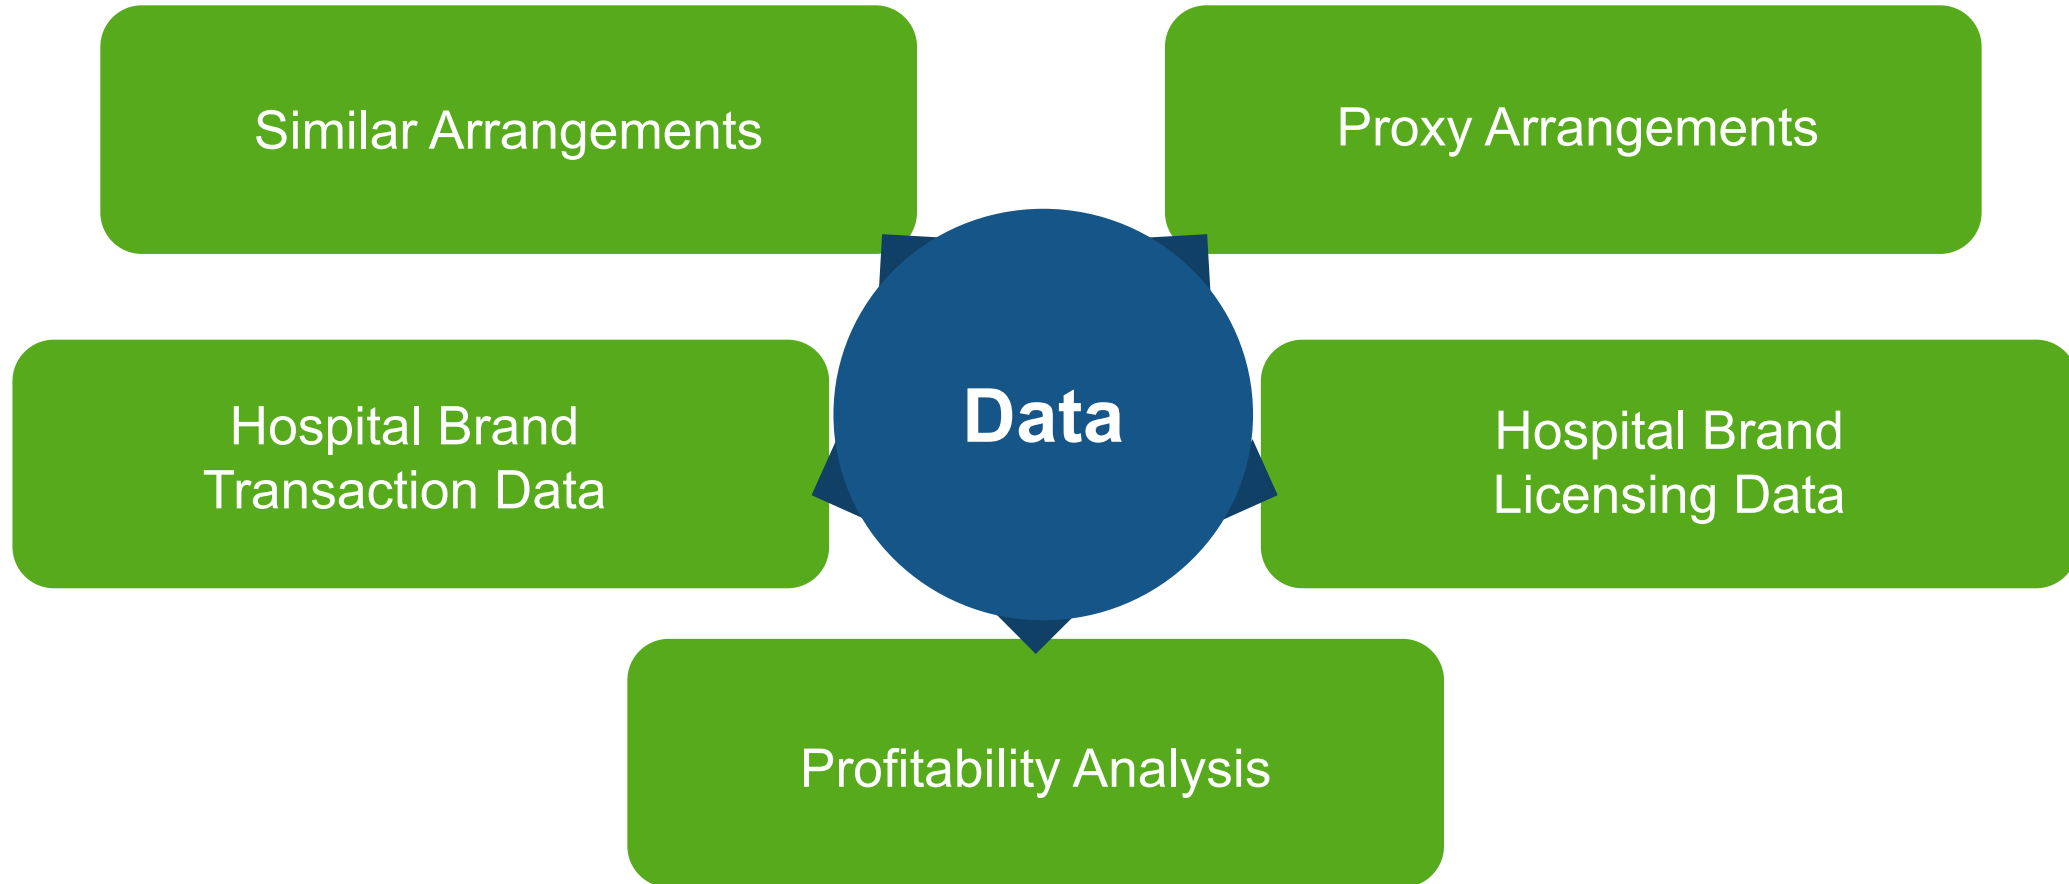 Similar Arrangements
Proxy Arrangements
Data
Hospital Brand
Transaction Data
Hospital Brand
Licensing Data
Profitability Analysis